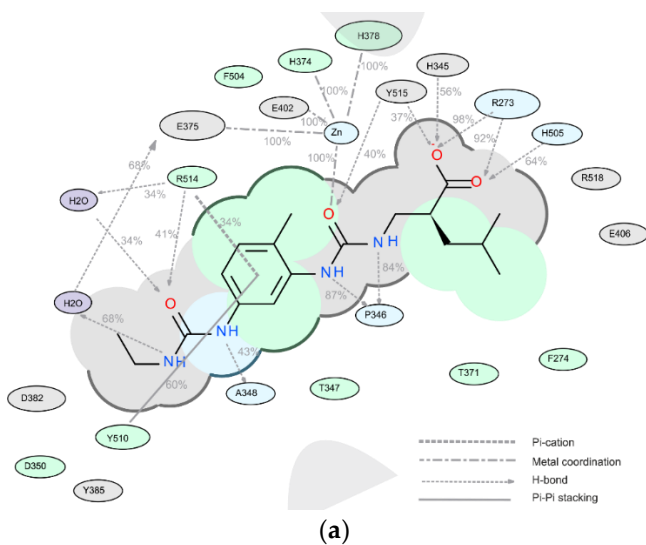 H378
H374
H345
F504
100%
100%
Y515
56%
R273
E402
37%
98%
100%
Zn
H505
E375
100%
92%
100%
40%
64%
68%
R514
O
R518
H2O
34%
O
O
34%
E406
34%
41%
N
H
84%
N
H
O
87%
H2O
P346
68%
N
H
43%
N
H
F274
60%
T371
D382
A348
T347
Y510
Pi-cation
D350
Metal coordination
Y385
H-bond
Pi-Pi stacking
(a)